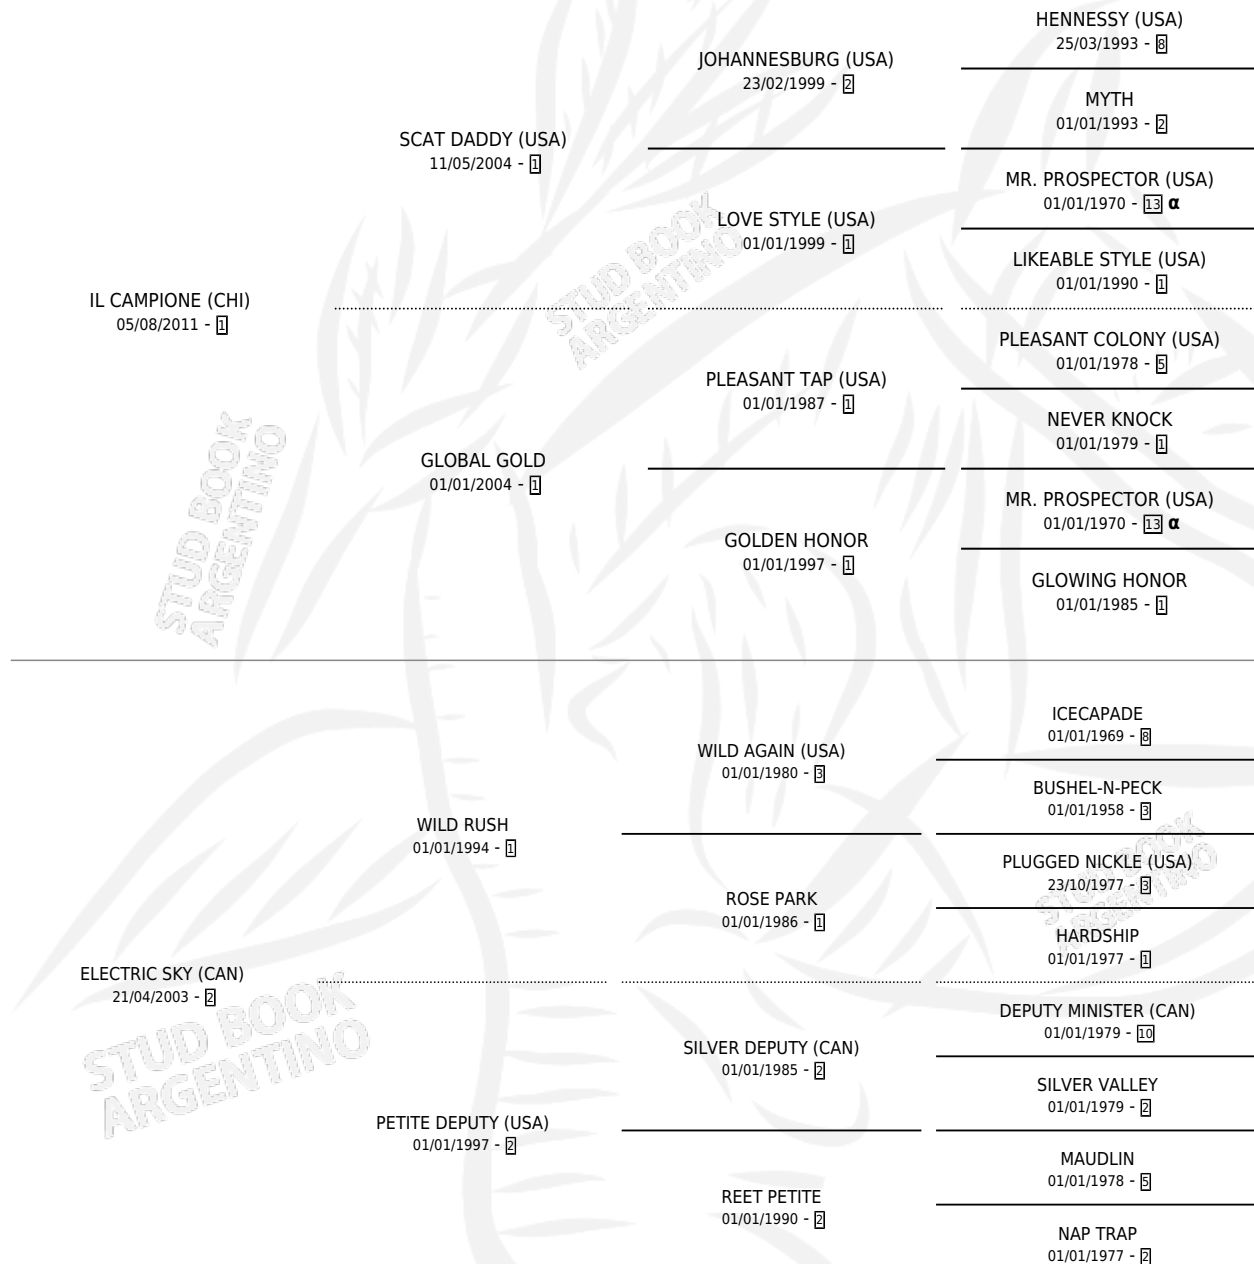 HENNESSY (USA)
25/03/1993 - 8
JOHANNESBURG (USA)
23/02/1999 - 2
MYTH
01/01/1993 - 2
SCAT DADDY (USA)
11/05/2004 - 1
MR. PROSPECTOR (USA)
01/01/1970 - 13 α
LOVE STYLE (USA)
01/01/1999 - 1
LIKEABLE STYLE (USA)
01/01/1990 - 1
IL CAMPIONE (CHI)
05/08/2011 - 1
PLEASANT COLONY (USA)
01/01/1978 - 5
PLEASANT TAP (USA)
01/01/1987 - 1
NEVER KNOCK
01/01/1979 - 1
GLOBAL GOLD
01/01/2004 - 1
MR. PROSPECTOR (USA)
01/01/1970 - 13 α
GOLDEN HONOR
01/01/1997 - 1
GLOWING HONOR
01/01/1985 - 1
ICECAPADE
01/01/1969 - 8
WILD AGAIN (USA)
01/01/1980 - 3
BUSHEL-N-PECK
01/01/1958 - 3
WILD RUSH
01/01/1994 - 1
PLUGGED NICKLE (USA)
23/10/1977 - 3
ROSE PARK
01/01/1986 - 1
HARDSHIP
01/01/1977 - 1
ELECTRIC SKY (CAN)
21/04/2003 - 2
DEPUTY MINISTER (CAN)
01/01/1979 - 10
SILVER DEPUTY (CAN)
01/01/1985 - 2
SILVER VALLEY
01/01/1979 - 2
PETITE DEPUTY (USA)
01/01/1997 - 2
MAUDLIN
01/01/1978 - 5
REET PETITE
01/01/1990 - 2
NAP TRAP
01/01/1977 - 2
STUD BOOK
ARGENTINO
STUD BOOK
ARGENTINO
STUD BOOK
ARGENTINO
STUD BOOK
ARGENTINO